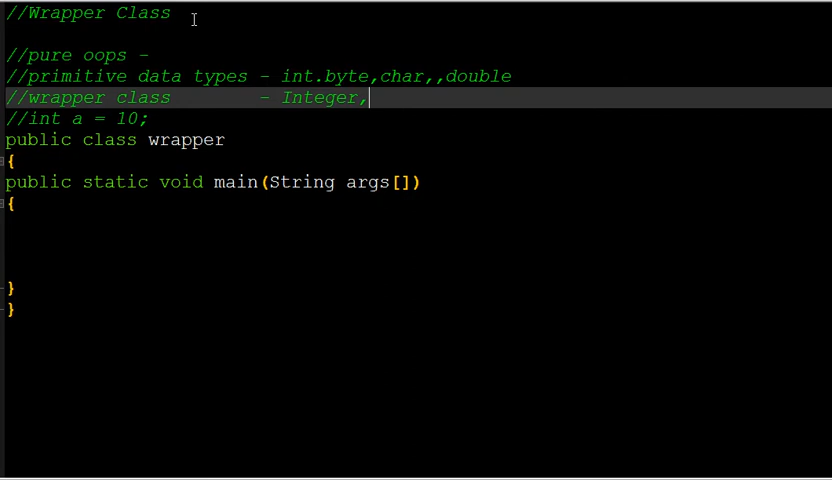 //Wrapper Class
//pure oops -
//primitive data types - int.byte,char,,double
//wrapper class        - Integer,
//int a = 10;
public class wrapper
{
public static void main(String args[])
{
}
}